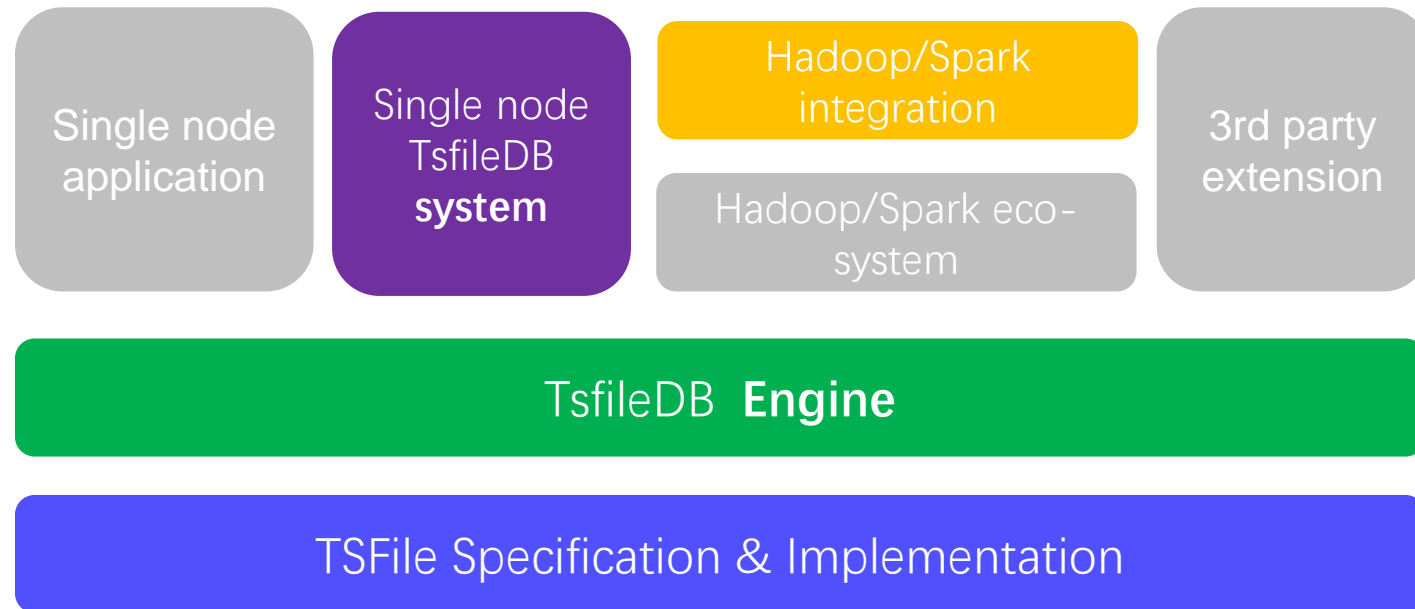 Single node
application
Single node
TsfileDB
system
Hadoop/Spark
integration
Hadoop/Spark eco-
system
3rd party
extension
TsfileDB Engine
TSFile Specification & Implementation